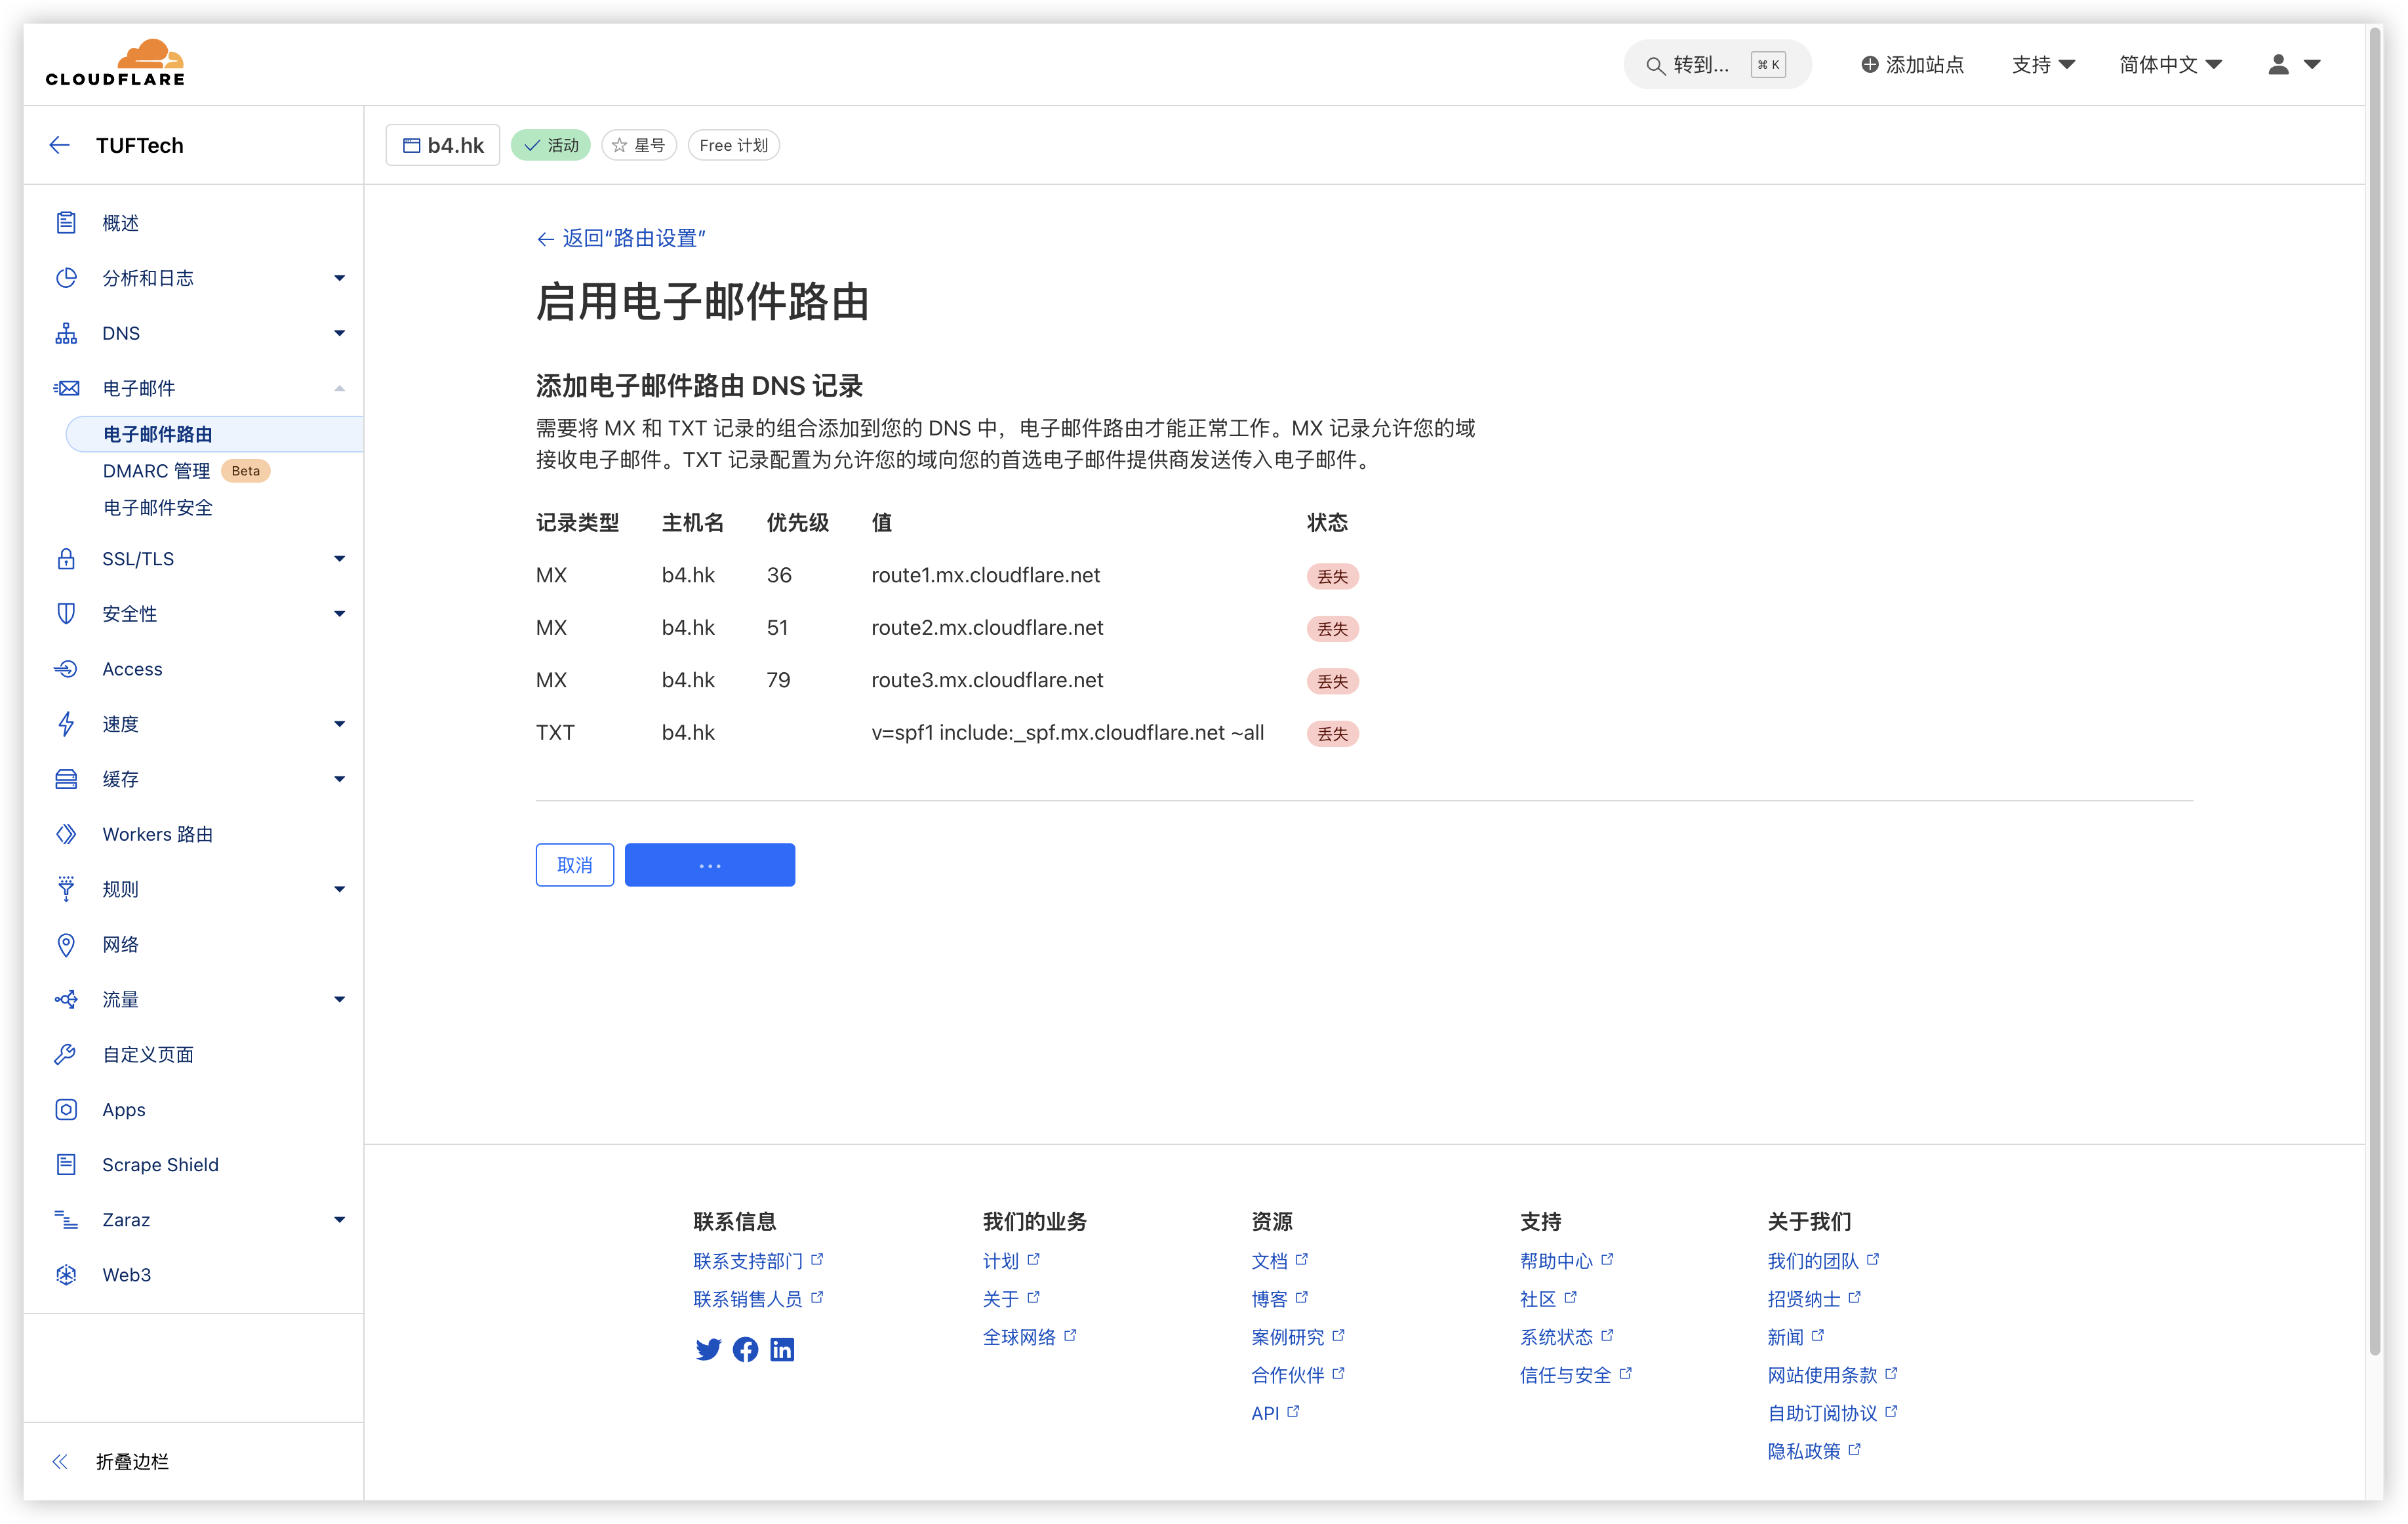 CLOUDFLARE
转到... ⌘ K
添加站点
支持
简体中文
TUFTech
b4.hk
活动
星号
Free 计划
概述
分析和日志
DNS
电子邮件
电子邮件路由
DMARC 管理 Beta
电子邮件安全
SSL/TLS
安全性
Access
速度
缓存
Workers 路由
规则
网络
流量
自定义页面
Apps
Scrape Shield
Zaraz
Web3
折叠边栏
← 返回“路由设置”
启用电子邮件路由
添加电子邮件路由 DNS 记录
需要将 MX 和 TXT 记录的组合添加到您的 DNS 中，电子邮件路由才能正常工作。MX 记录允许您的域
接收电子邮件。TXT 记录配置为允许您的域向您的首选电子邮件提供商发送传入电子邮件。
记录类型 主机名 优先级 值 状态
MX b4.hk 36 route1.mx.cloudflare.net 丢失
MX b4.hk 51 route2.mx.cloudflare.net 丢失
MX b4.hk 79 route3.mx.cloudflare.net 丢失
TXT b4.hk v=spf1 include:_spf.mx.cloudflare.net ~all 丢失
取消 ...
联系信息
联系支持部门
联系销售人员
我们的业务
计划
关于
全球网络
资源
文档
博客
案例研究
合作伙伴
API
支持
帮助中心
社区
系统状态
信任与安全
关于我们
我们的团队
招贤纳士
新闻
网站使用条款
自助订阅协议
隐私政策